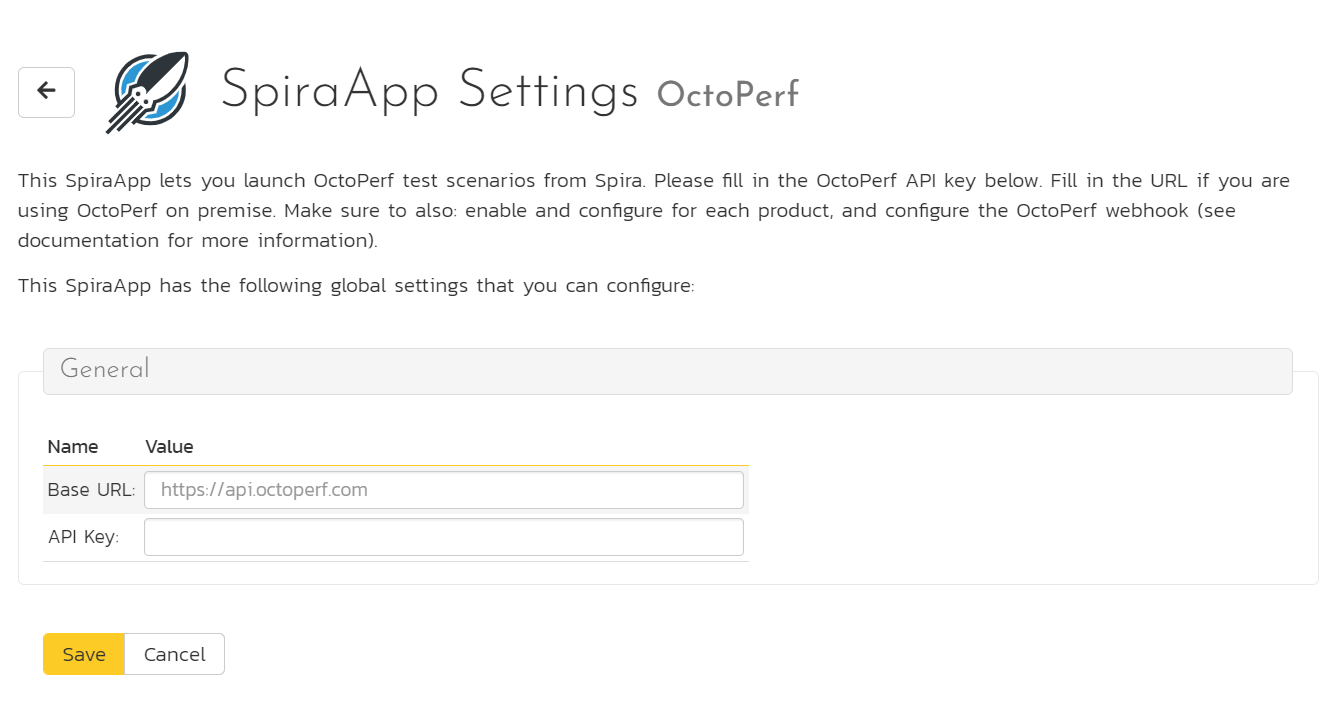 SpiraApp Settings OctoPerf
This SpiraApp lets you launch OctoPerf test scenarios from Spira. Please fill in the OctoPerf API key below. Fill in the URL if you are
using OctoPerf on premise. Make sure to also: enable and configure for each product, and configure the OctoPerf webhook (see
documentation for more information).
This SpiraApp has the following global settings that you can configure:
General
Name Value
Base URL: https://api.octoperf.com
API Key:
Save Cancel